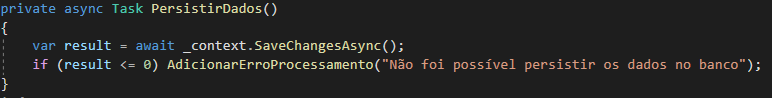 private async Task PersistirDados()
{
var result = await _context.SaveChangesAsync();
if (result <= 0) AdicionarErroProcessamento("Não foi possível persistir os dados no banco");
}